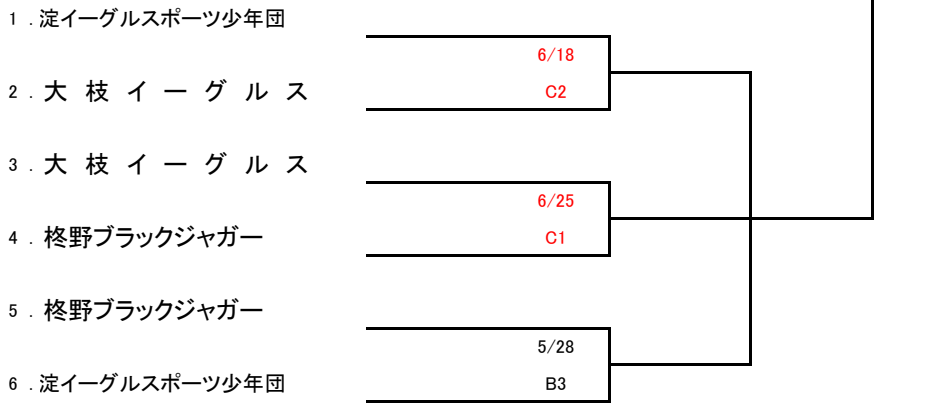 1 .淀イーグルスポーツ少年団
6/18
2 .大 枝 イ ー グ ル ス
C2
3 .大 枝 イ ー グ ル ス
6/25
4 .柊野ブラックジャガー
C1
5 .柊野ブラックジャガー
5/28
6 .淀イーグルスポーツ少年団
B3